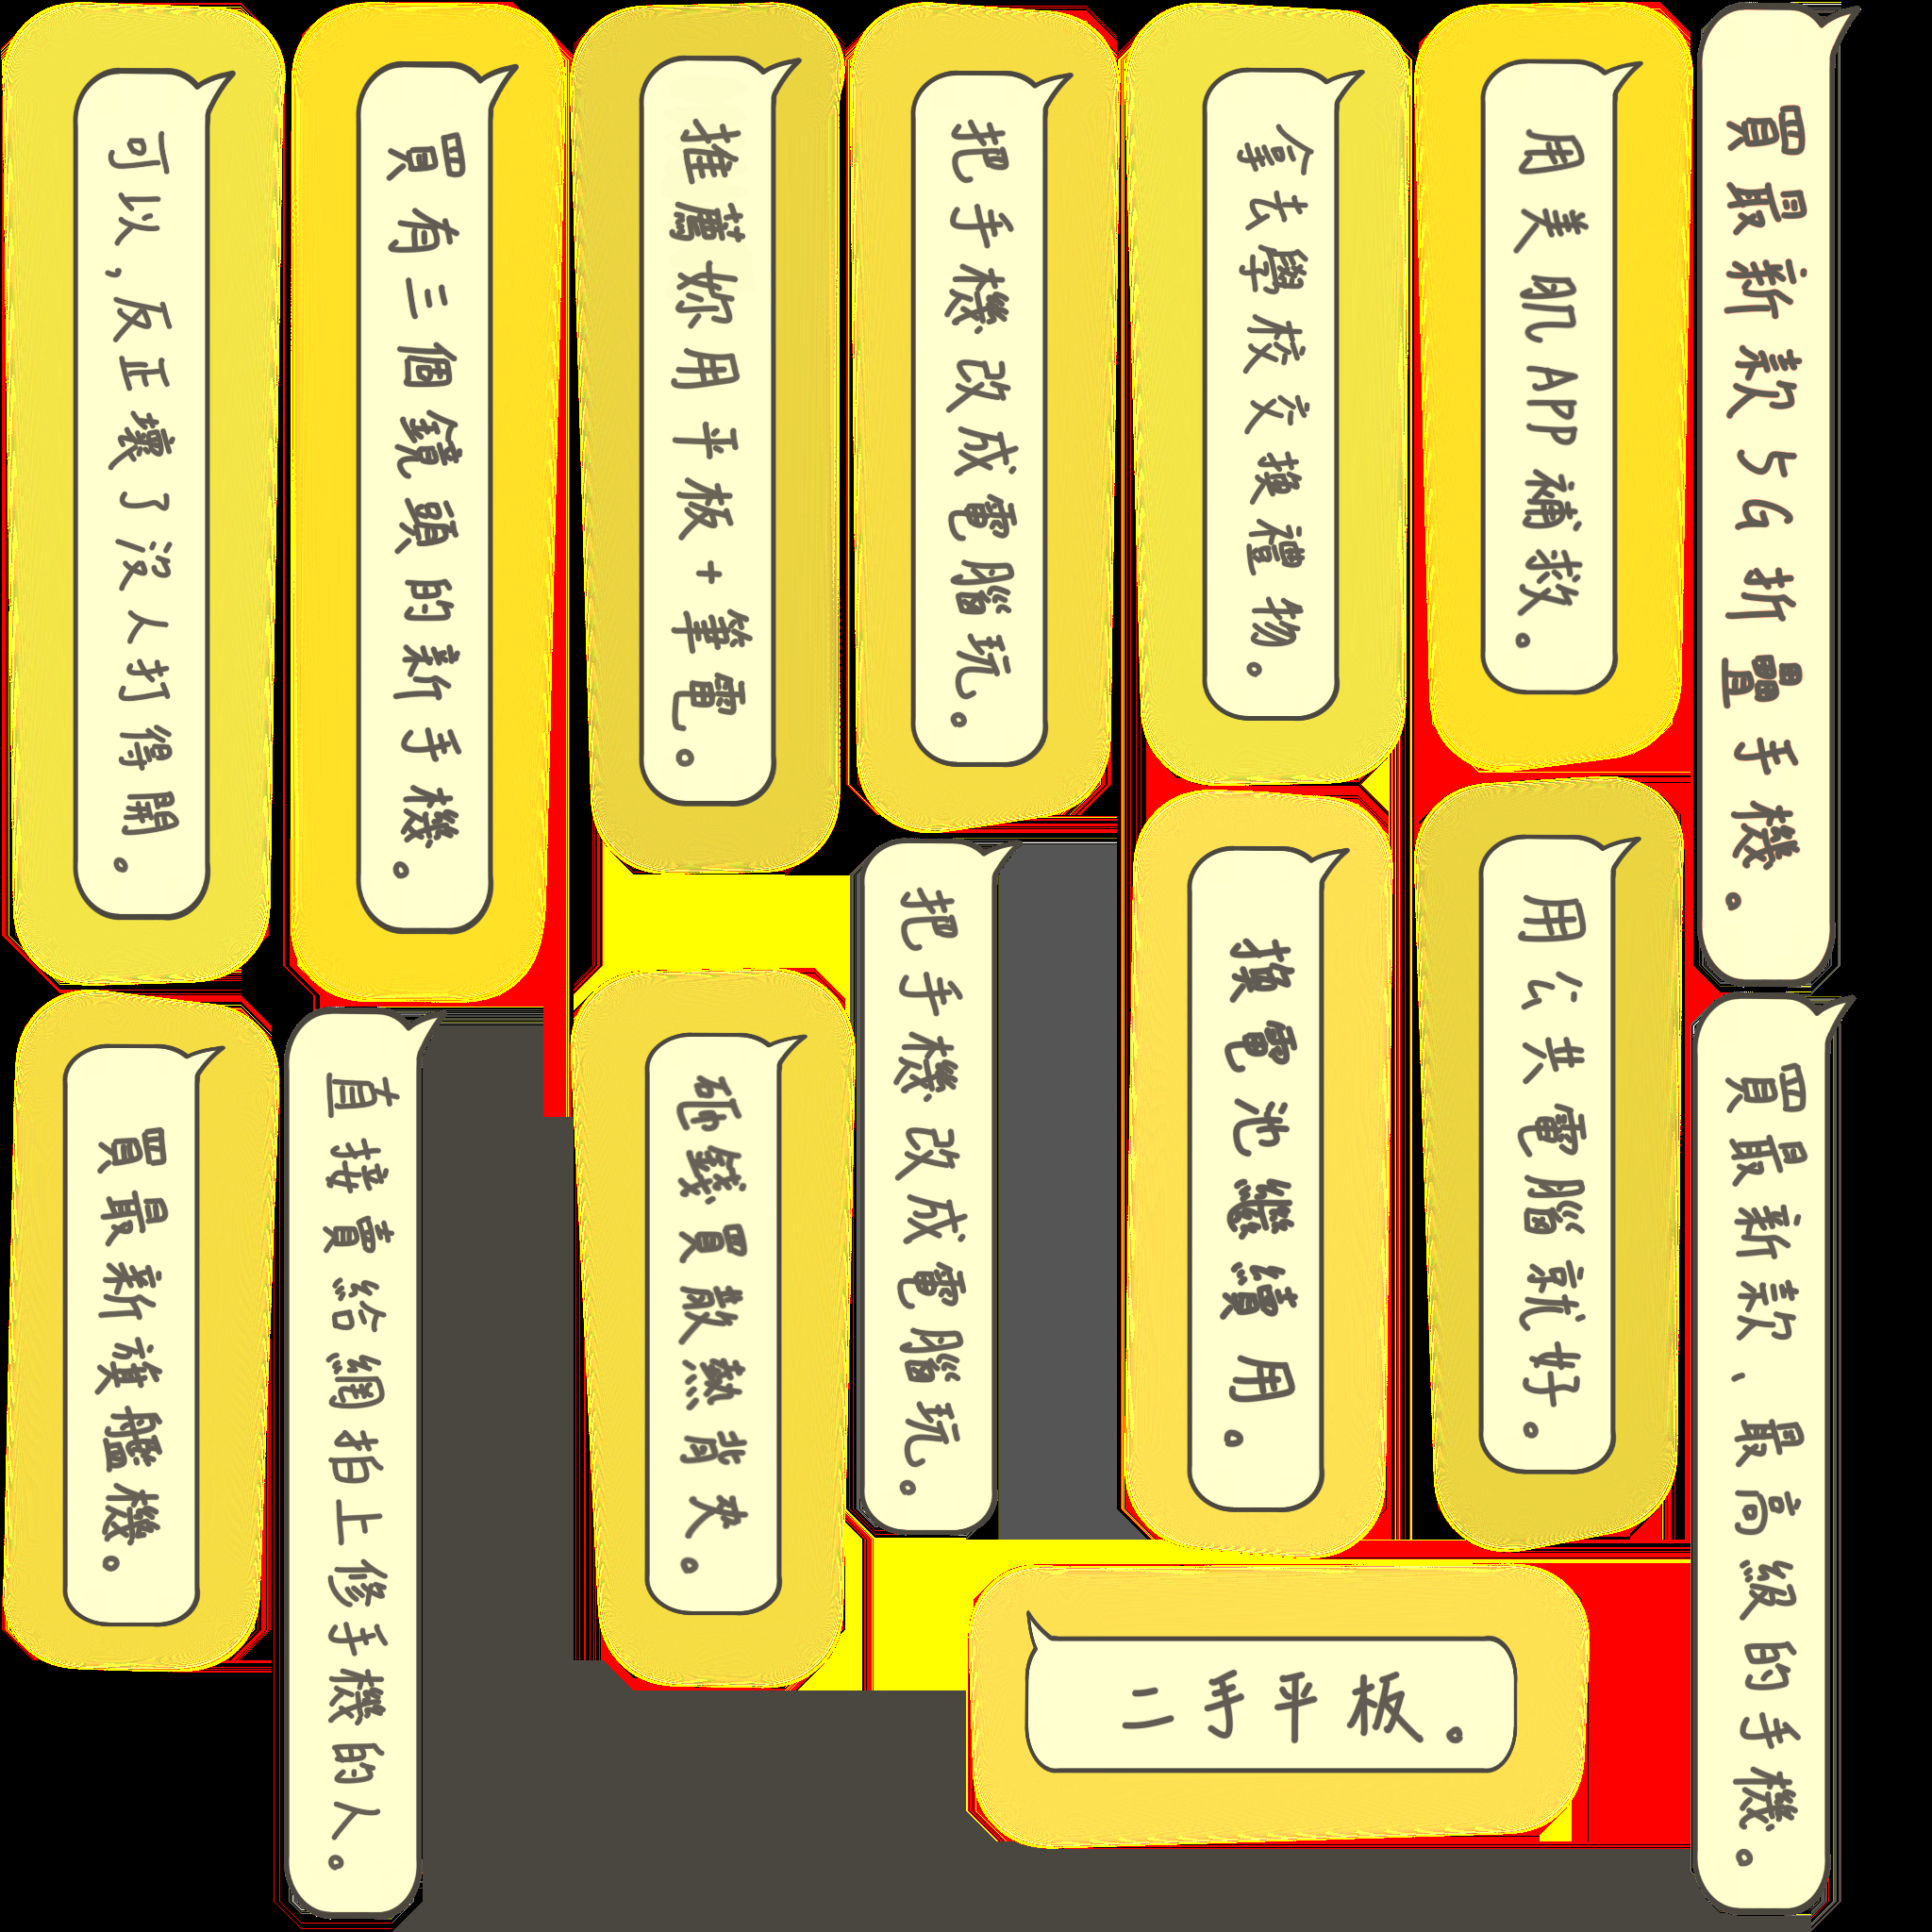 可以,反正壞了沒人打得開。
買有三個鏡頭的新手機。
推薦妳用平板+筆電。
把手機改成電腦玩。
拿去學校交換禮物。
用美肌APP補救。
買最新款5G折疊手機。
買最新旗艦機。
直接賣給網拍上修手機的人。
砸錢買散熱背夾。
把手機改成電腦玩。
換電池繼續用。
用公共電腦就好。
買最新款、最高級的手機。
二手平板。